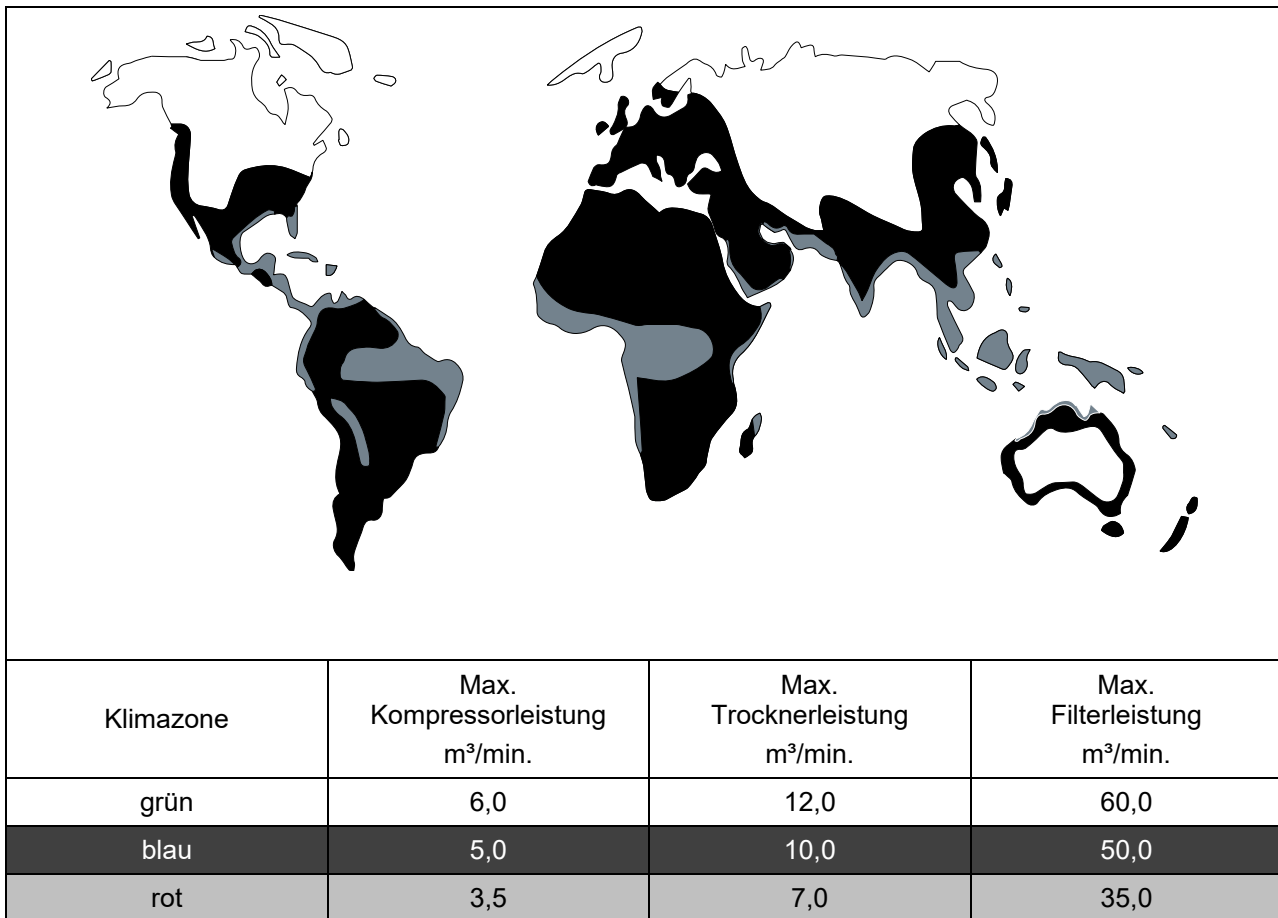 Klimazone
Max.
Kompressorleistung
m³/min.
Max.
Trocknerleistung
m³/min.
Max.
Filterleistung
m³/min.
grün 6,0 12,0 60,0
blau 5,0 10,0 50,0
rot 3,5 7,0 35,0